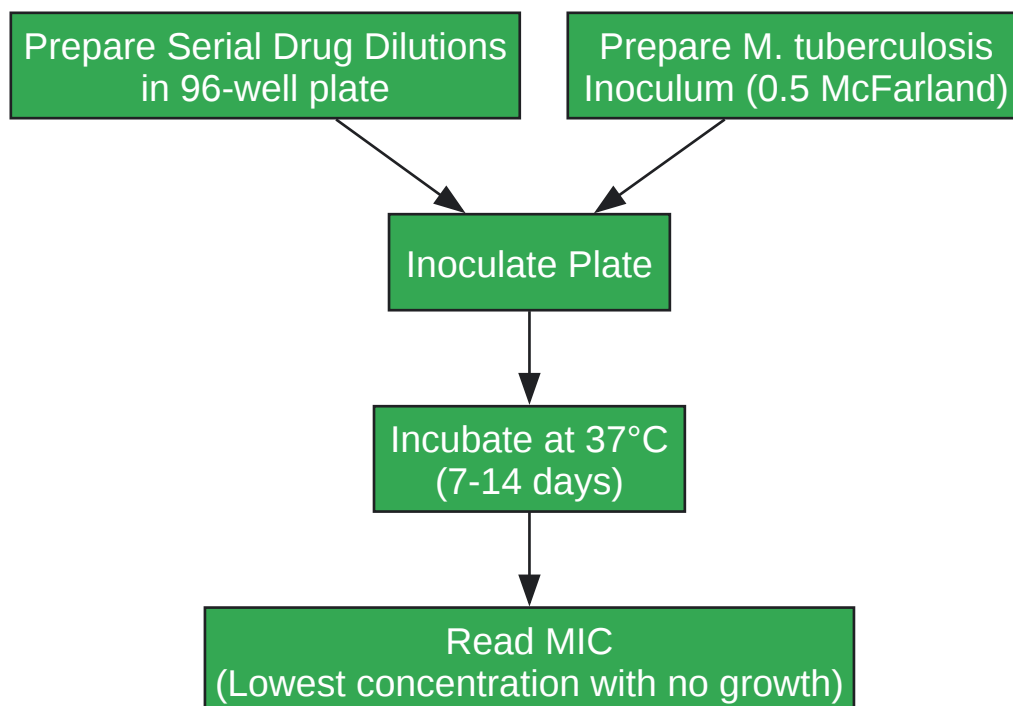 Prepare Serial Drug Dilutions
in 96-well plate
Prepare M. tuberculosis
Inoculum (0.5 McFarland)
Inoculate Plate
Incubate at 37°C
(7-14 days)
Read MIC
(Lowest concentration with no growth)